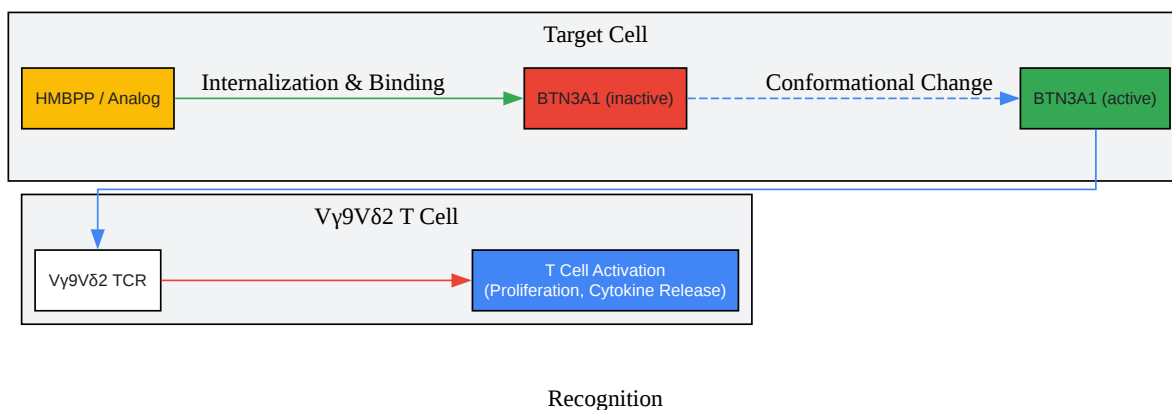 Target Cell
HMBPP / Analog
Internalization & Binding
BTN3A1 (inactive)
Conformational Change
BTN3A1 (active)
Vγ9Vδ2 T Cell
Vγ9Vδ2 TCR
T Cell Activation
(Proliferation, Cytokine Release)
Recognition